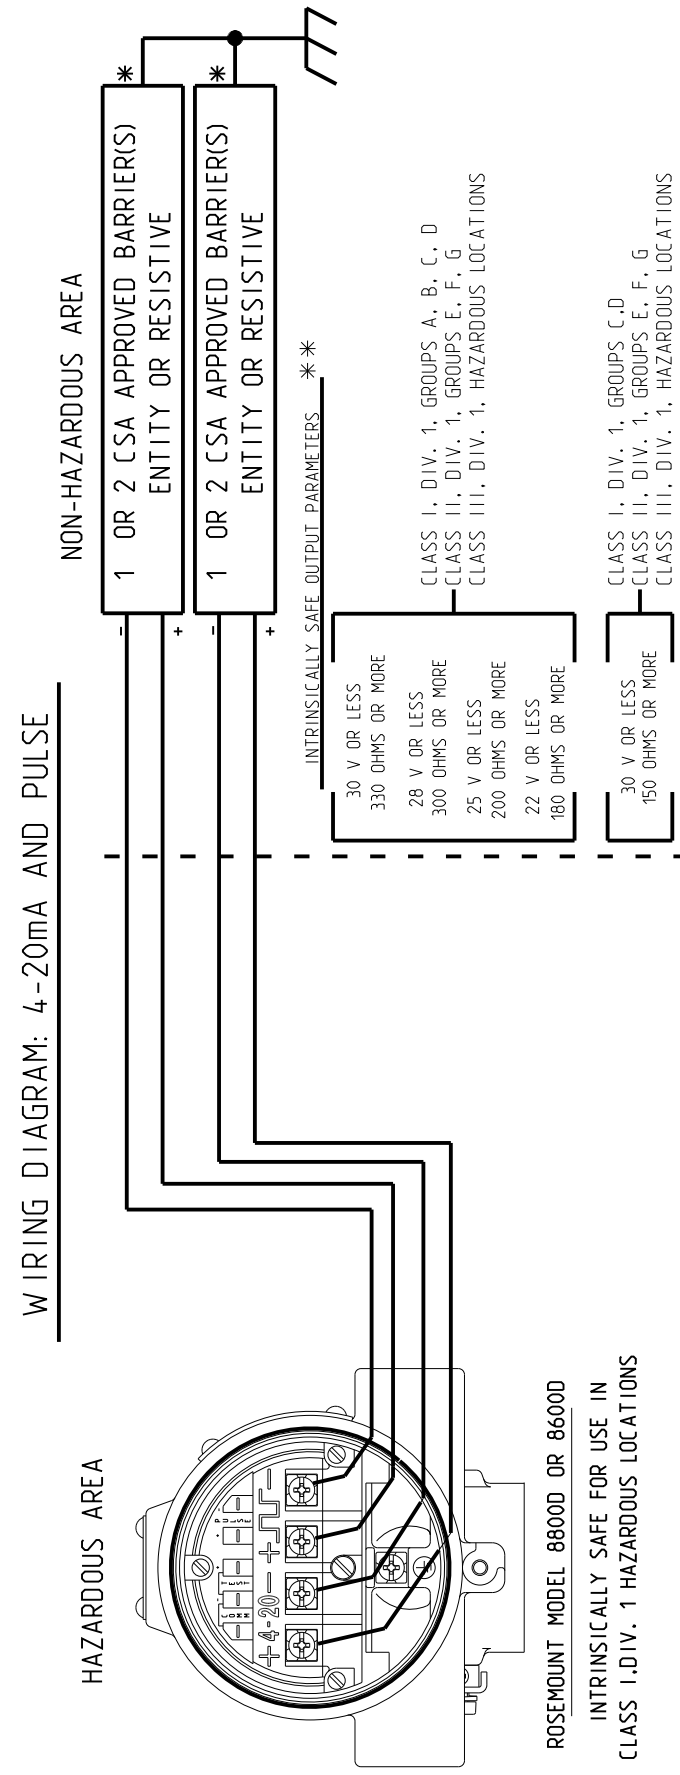 WIRING DIAGRAM: 4-20mA AND PULSE
HAZARDOUS AREA
NON-HAZARDOUS AREA
*
1 OR 2 CSA APPROVED BARRIER(S)
ENTITY OR RESISTIVE
- +
*
1 OR 2 CSA APPROVED BARRIER(S)
ENTITY OR RESISTIVE
- +
INTRINSICALLY SAFE OUTPUT PARAMETERS **
30 V OR LESS
330 OHMS OR MORE
28 V OR LESS
300 OHMS OR MORE
25 V OR LESS
200 OHMS OR MORE
22 V OR LESS
180 OHMS OR MORE
CLASS I, DIV. 1, GROUPS A, B, C, D
CLASS II, DIV. 1, GROUPS E, F, G
CLASS III, DIV. 1, HAZARDOUS LOCATIONS
30 V OR LESS
150 OHMS OR MORE
CLASS I, DIV. 1, GROUPS C,D
CLASS II, DIV. 1, GROUPS E, F, G
CLASS III, DIV. 1, HAZARDOUS LOCATIONS
COMM TEST PULSE
+ 4-20 - + -
ROSEMOUNT MODEL 8800D OR 8600D
INTRINSICALLY SAFE FOR USE IN
CLASS I,DIV. 1 HAZARDOUS LOCATIONS